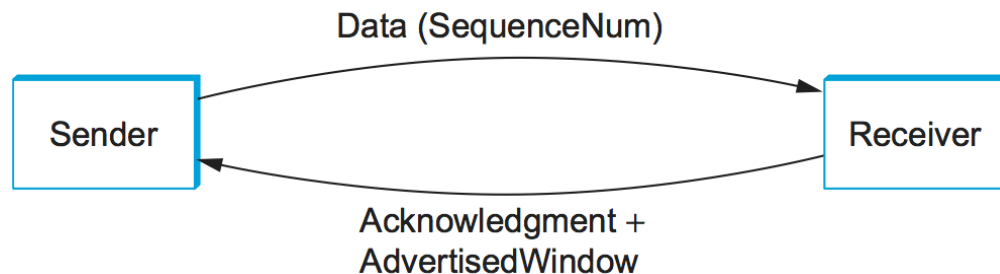 Data (SequenceNum)
Sender
Receiver
Acknowledgment +
AdvertisedWindow